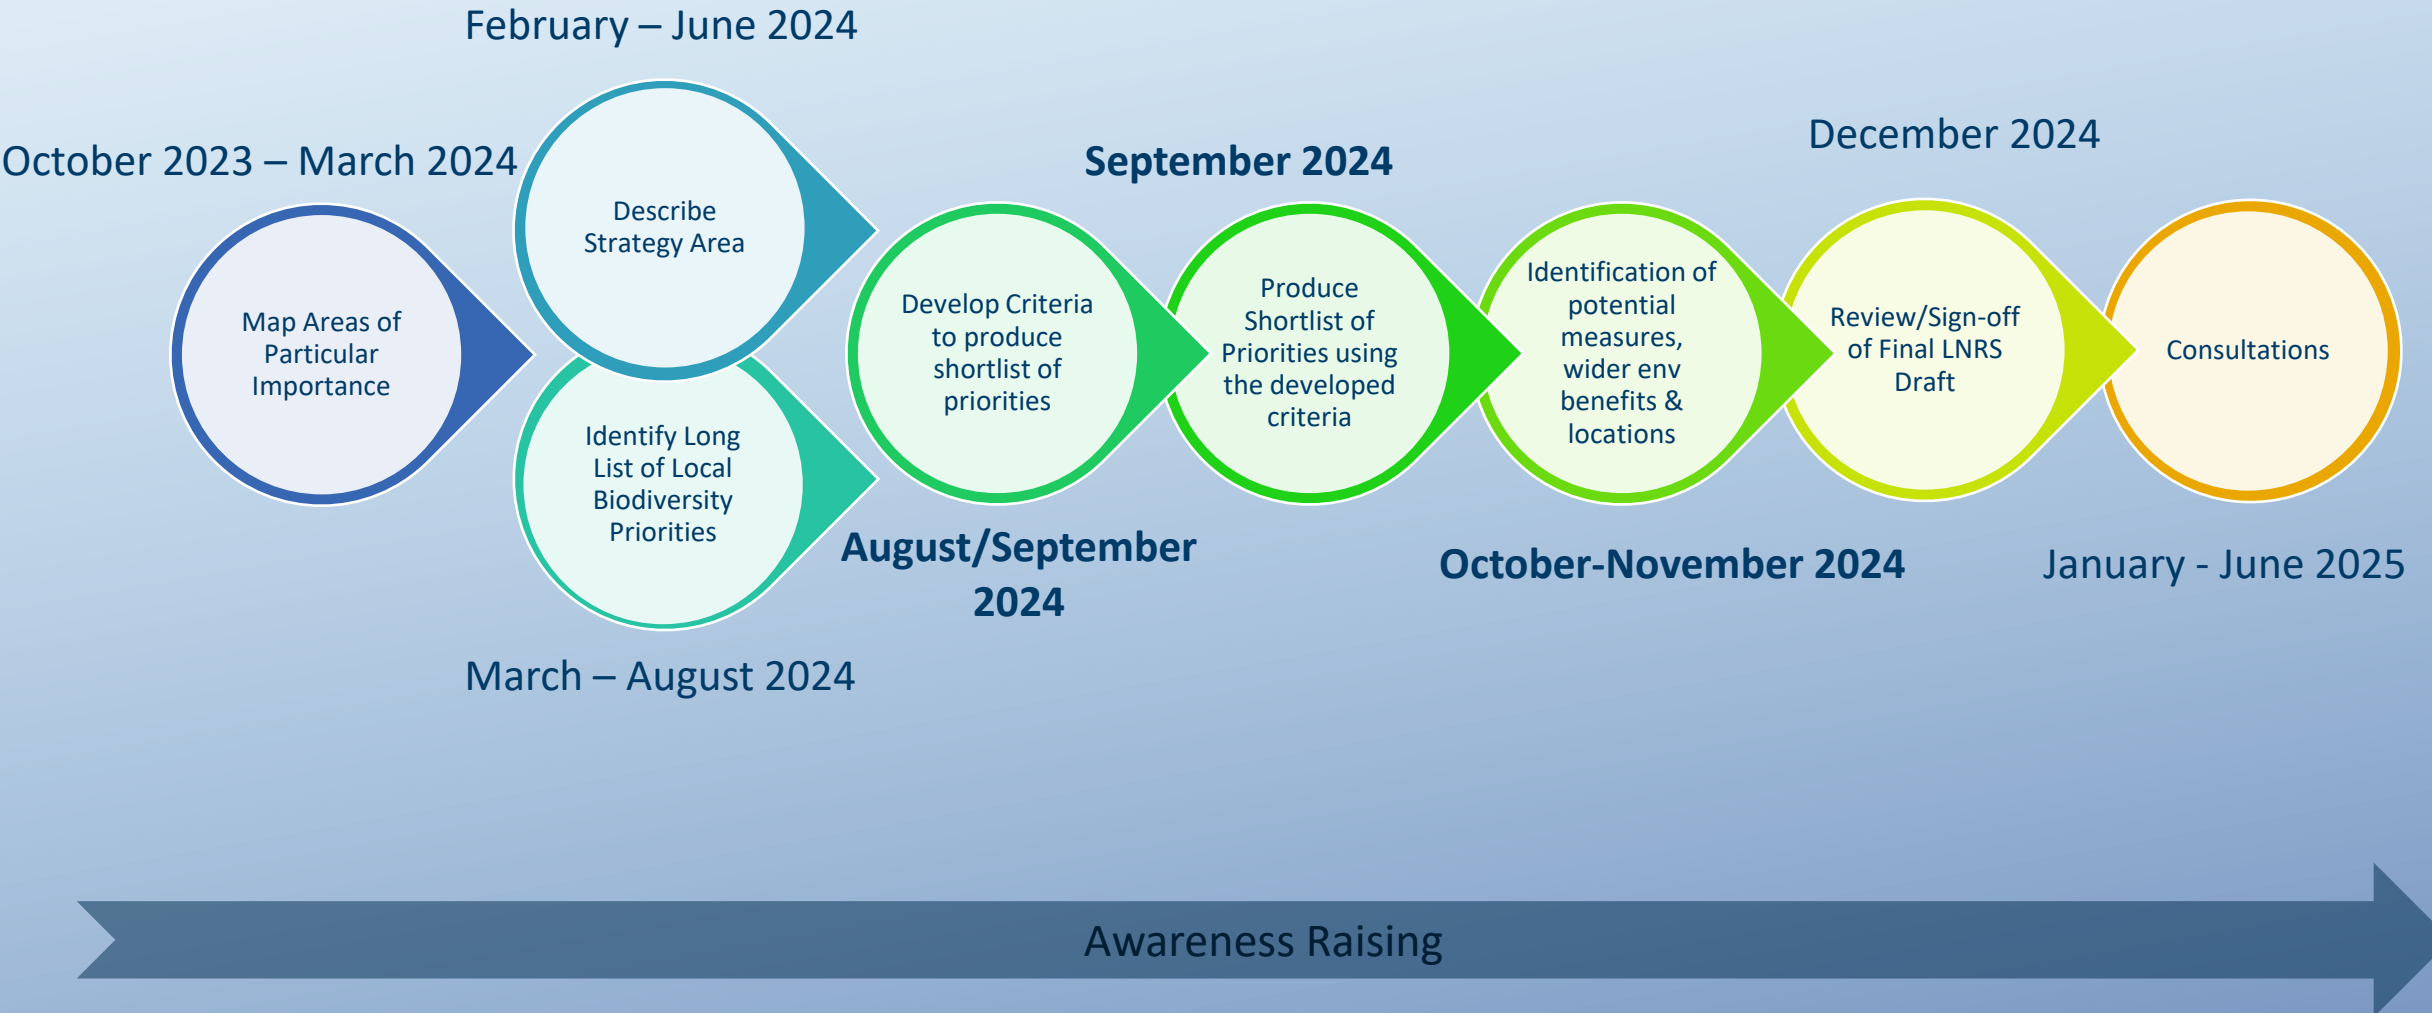 February – June 2024
October 2023 – March 2024
September 2024
December 2024
Map Areas of
Particular
Importance
Describe
Strategy Area
Identify Long
List of Local
Biodiversity
Priorities
Develop Criteria
to produce
shortlist of
priorities
Produce
Shortlist of
Priorities using
the developed
criteria
Identification of
potential
measures,
wider env
benefits &
locations
Review/Sign-off
of Final LNRS
Draft
Consultations
August/September
2024
October-November 2024
January - June 2025
March – August 2024
Awareness Raising